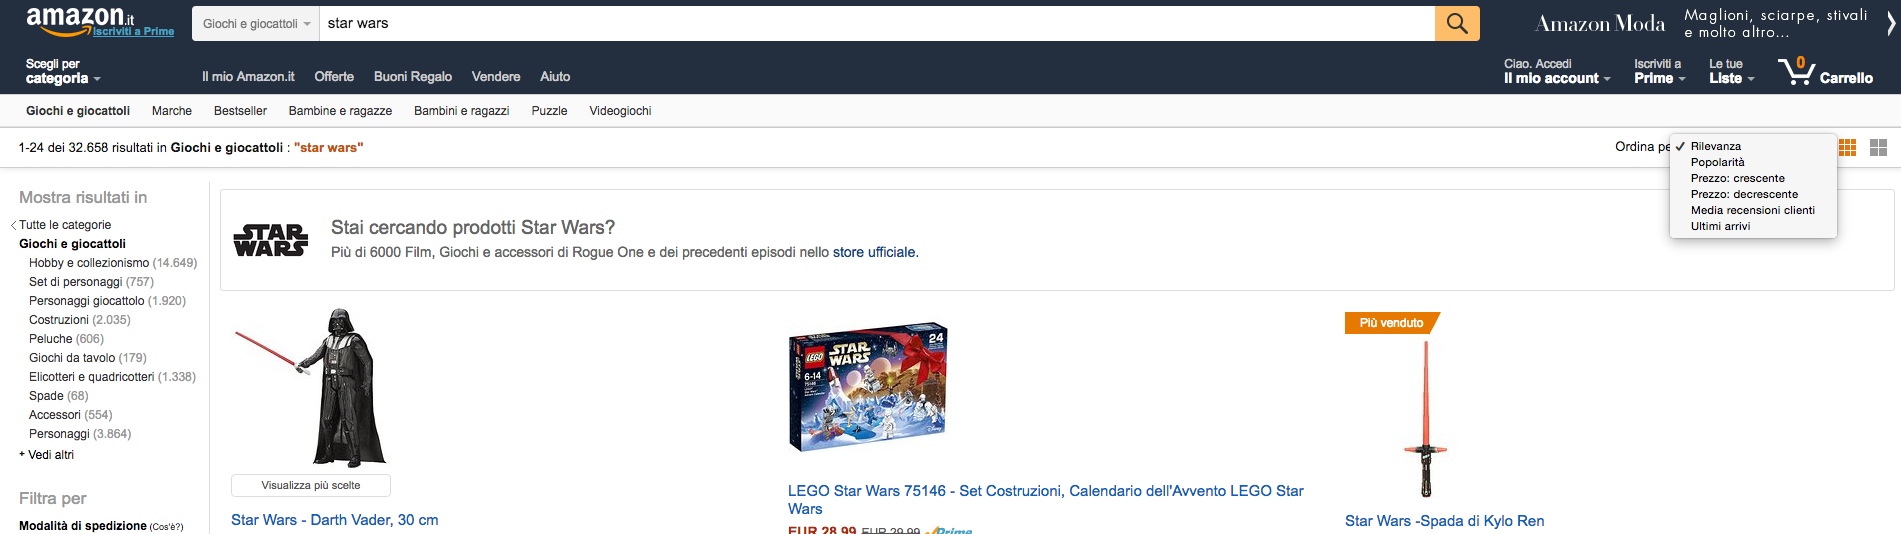 amazon.it
Iscriviti a Prime
Giochi e giocattoli
star wars
Amazon Moda
Maglioni, sciarpe, stivali
e molto altro...
Scegli per
categoria
Il mio Amazon.it
Offerte
Buoni Regalo
Vendere
Aiuto
Ciao. Accedi
Il mio account
Iscriviti a
Prime
Le tue
Liste
0
Carrello
Giochi e giocattoli
Marche
Bestseller
Bambine e ragazze
Bambini e ragazzi
Puzzle
Videogiochi
1-24 dei 32.658 risultati in Giochi e giocattoli : "star wars"
Ordina pe
✓ Rilevanza
Popolarità
Prezzo: crescente
Prezzo: decrescente
Media recensioni clienti
Ultimi arrivi
Mostra risultati in
Tutte le categorie
Giochi e giocattoli
Hobby e collezionismo (14.649)
Set di personaggi (757)
Personaggi giocattolo (1.920)
Costruzioni (2.035)
Peluche (606)
Giochi da tavolo (179)
Elicotteri e quadricotteri (1.338)
Spade (68)
Accessori (554)
Personaggi (3.864)
+ Vedi altri
Filtra per
Modalità di spedizione (Cos'è?)
STAR
WARS
Stai cercando prodotti Star Wars?
Più di 6000 Film, Giochi e accessori di Rogue One e dei precedenti episodi nello store ufficiale.
Visualizza più scelte
Star Wars - Darth Vader, 30 cm
LEGO
STAR
WARS
24
6-14
75146
Disney
LEGO Star Wars 75146 - Set Costruzioni, Calendario dell'Avvento LEGO Star
Wars
EUR 28,99 EUR 29,99 Prime
Più venduto
Star Wars -Spada di Kylo Ren